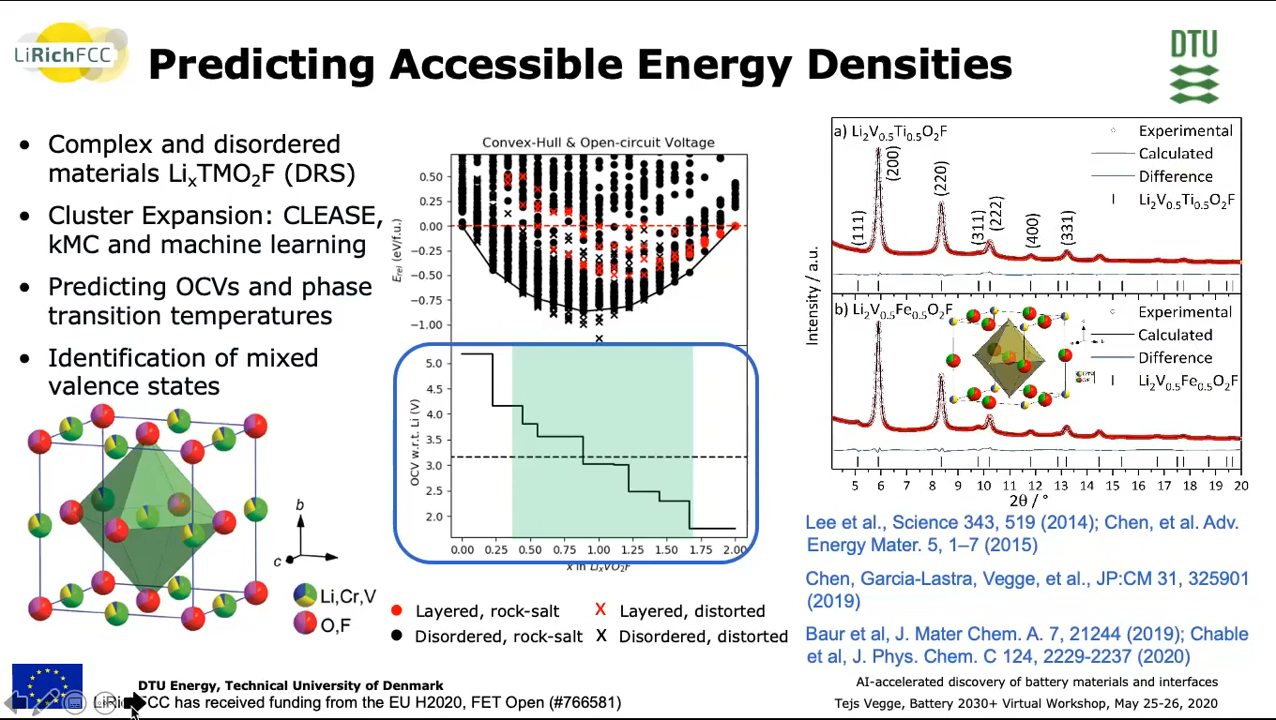 LiRichFCC
Predicting Accessible Energy Densities
DTU
Complex and disordered
materials LixTMO2F (DRS)
Cluster Expansion: CLEASE,
kMC and machine learning
Predicting OCVs and phase
transition temperatures
Identification of mixed
valence states
b
c
Li,Cr,V
O,F
Convex-Hull & Open-circuit Voltage
Erel (eV/f.u.)
0.50
0.25
0.00
−0.25
−0.50
−0.75
−1.00
OCV w.r.t. Li (V)
5.0
4.5
4.0
3.5
3.0
2.5
2.0
0.00 0.25 0.50 0.75 1.00 1.25 1.50 1.75 2.00
x in LixVO2F
Layered, rock-salt
Layered, distorted
Disordered, rock-salt
Disordered, distorted
a) Li2V0.5Ti0.5O2F
Experimental
Calculated
Difference
Li2V0.5Ti0.5O2F
(111) (200) (220) (311) (222) (400) (331)
b) Li2V0.5Fe0.5O2F
Experimental
Calculated
Difference
Li2V0.5Fe0.5O2F
Intensity / a.u.
5 6 7 8 9 10 11 12 13 14 15 16 17 18 19 20
2θ / °
Lee et al., Science 343, 519 (2014); Chen, et al. Adv.
Energy Mater. 5, 1–7 (2015)
Chen, Garcia-Lastra, Vegge, et al., JP:CM 31, 325901
(2019)
Baur et al, J. Mater Chem. A. 7, 21244 (2019); Chable
et al, J. Phys. Chem. C 124, 2229-2237 (2020)
DTU Energy, Technical University of Denmark
CC has received funding from the EU H2020, FET Open (#766581)
AI-accelerated discovery of battery materials and interfaces
Tejs Vegge, Battery 2030+ Virtual Workshop, May 25-26, 2020